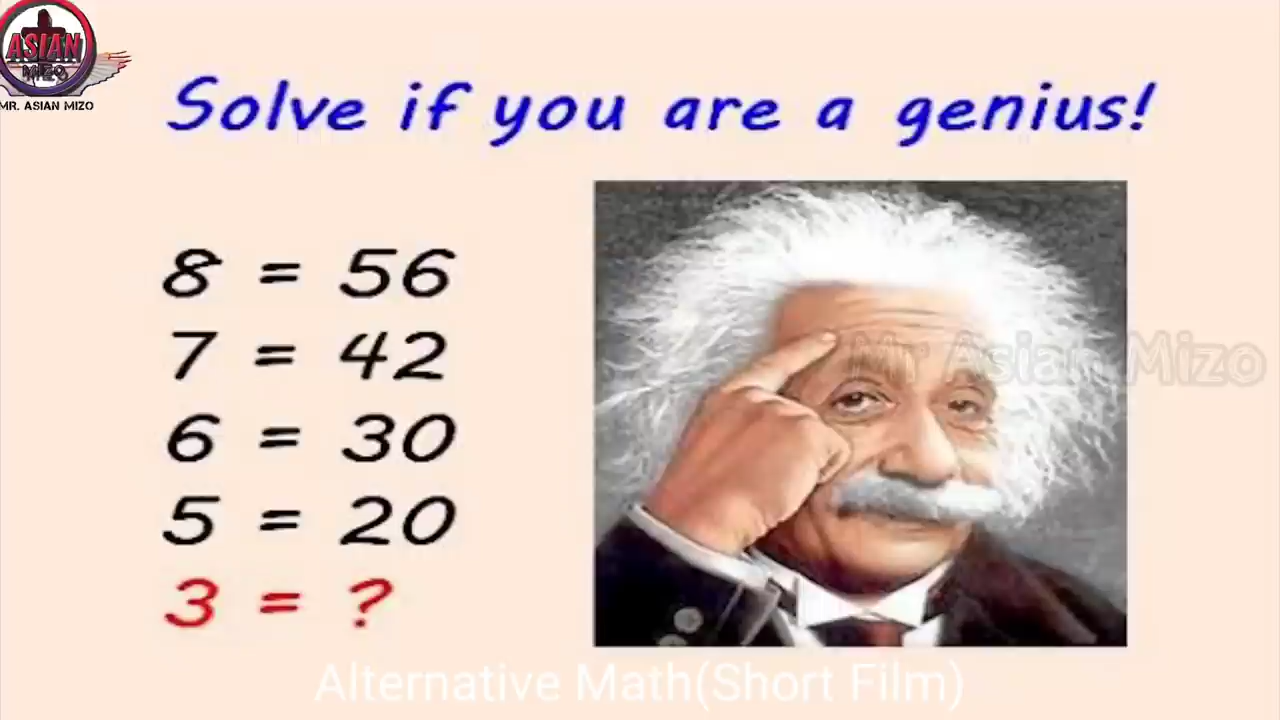 ASIAN
MIZO
MR. ASIAN MIZO
Solve if you are a genius!
8 = 56
7 = 42
6 = 30
5 = 20
3 = ?
Mr Asian Mizo
Alternative Math(Short Film)